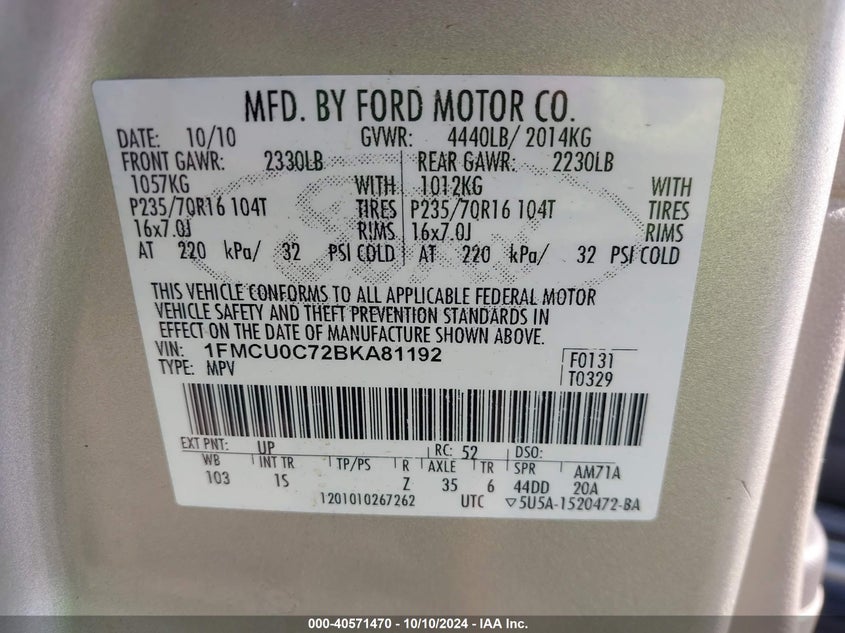 MFD. BY FORD MOTOR CO.
DATE: 10/10 GVWR: 4440LB/ 2014KG
FRONT GAWR: 2330LB REAR GAWR: 2230LB
1057KG WITH 1012KG WITH
P235/70R16 104T TIRES P235/70R16 104T TIRES
16x7.0J RIMS 16x7.0J RIMS
AT 220 kPa/ 32 PSI COLD AT 220 kPa/ 32 PSI COLD
THIS VEHICLE CONFORMS TO ALL APPLICABLE FEDERAL MOTOR
VEHICLE SAFETY AND THEFT PREVENTION STANDARDS IN
EFFECT ON THE DATE OF MANUFACTURE SHOWN ABOVE.
VIN: 1FMCU0C72BKA81192 F0131
TYPE: MPV T0329
EXT PNT: UP RC: 52 DSO:
WB INT TR TP/PS R AXLE TR SPR AM71A
103 1S Z 35 6 44DD 20A
1201010267262 UTC ▽5U5A-1520472-BA
000-40571470 - 10/10/2024 - IAA Inc.